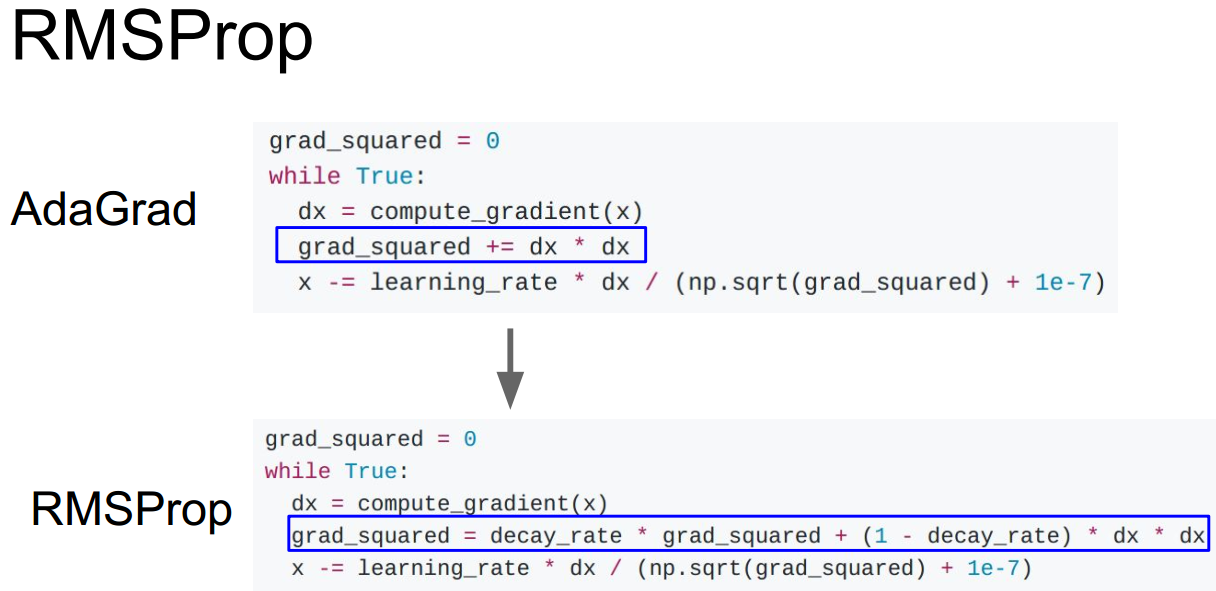 RMSProp
AdaGrad
grad_squared = 0
while True:
  dx = compute_gradient(x)
  grad_squared += dx * dx
  x -= learning_rate * dx / (np.sqrt(grad_squared) + 1e-7)
RMSProp
grad_squared = 0
while True:
  dx = compute_gradient(x)
  grad_squared = decay_rate * grad_squared + (1 - decay_rate) * dx * dx
  x -= learning_rate * dx / (np.sqrt(grad_squared) + 1e-7)